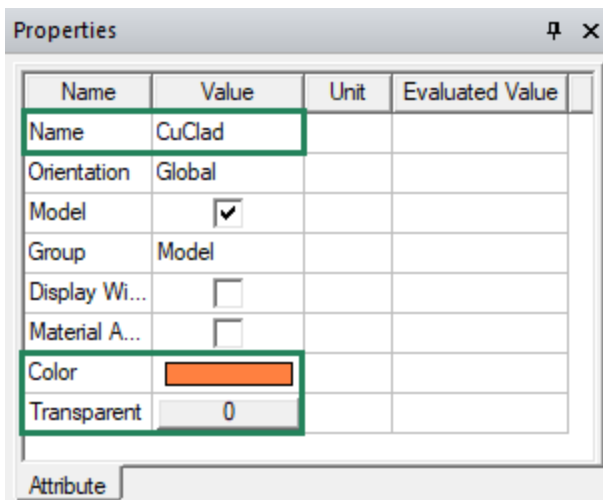 Properties
Name Value Unit Evaluated Value
Name CuClad
Orientation Global
Model
Group Model
Display Wi...
Material A...
Color
Transparent 0
Attribute